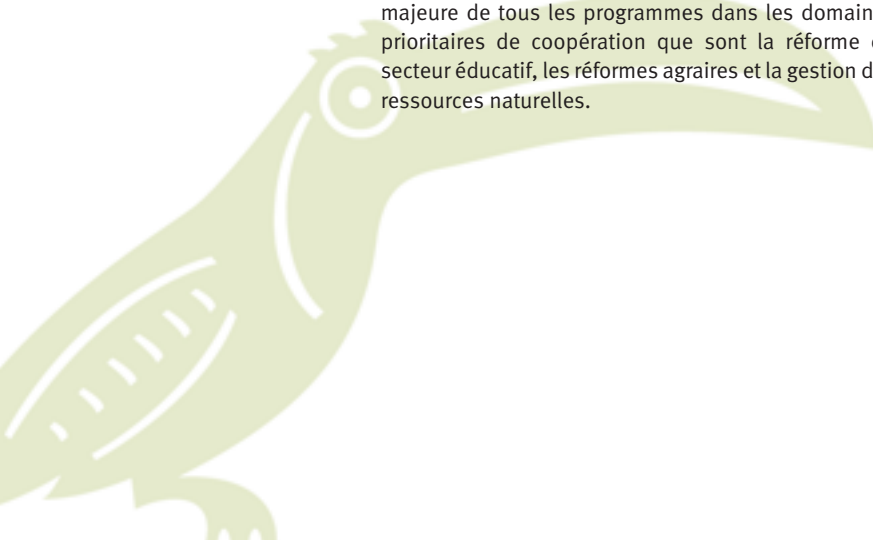 majeure de tous les programmes dans les domain
prioritaires de coopération que sont la réforme
secteur éducatif, les réformes agraires et la gestion d
ressources naturelles.